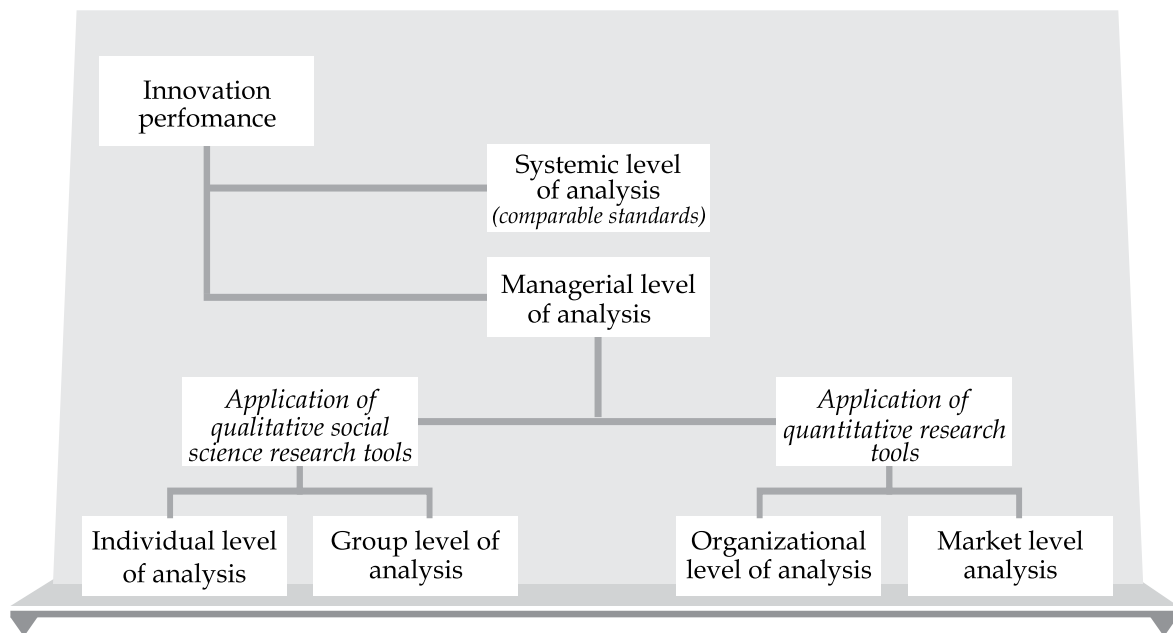 Innovation
perfomance
Systemic level
of analysis
(comparable standards)
Managerial level
of analysis
Application of
qualitative social
science research tools
Application of
quantitative research
tools
Individual level
of analysis
Group level of
analysis
Organizational
level of analysis
Market level
analysis